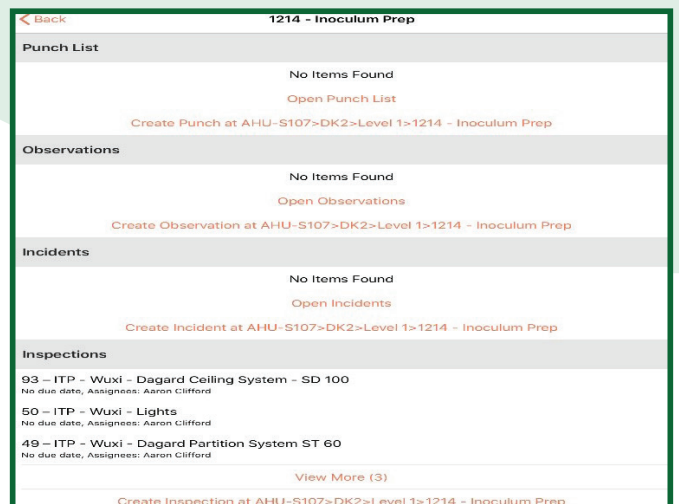 Back
1214 - Inoculum Prep
Punch List
No Items Found
Open Punch List
Create Punch at AHU-S107>DK2>Level 1>1214 - Inoculum Prep
Observations
No Items Found
Open Observations
Create Observation at AHU-S107>DK2>Level 1>1214 - Inoculum Prep
Incidents
No Items Found
Open Incidents
Create Incident at AHU-S107>DK2>Level 1>1214 - Inoculum Prep
Inspections
93 – ITP - Wuxi - Dagard Ceiling System - SD 100
No due date, Assignees: Aaron Clifford
50 – ITP - Wuxi - Lights
No due date, Assignees: Aaron Clifford
49 – ITP - Wuxi - Dagard Partition System ST 60
No due date, Assignees: Aaron Clifford
View More (3)
Create Inspection at AHU-S107>DK2>Level 1>1214 - Inoculum Prep